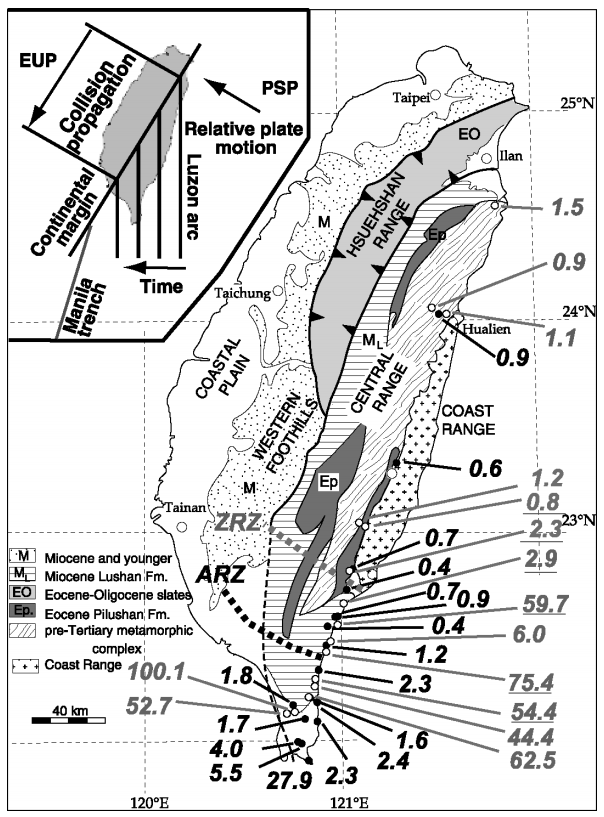 EUP
Collision
propagation
PSP
Relative plate
motion
Continental
margin
Luzon arc
Time
Manila
trench
Taipei
25°N
EO
Ilan
M
HSUEHSHAN
RANGE
Ep
1.5
0.9
Taichung
24°N
Hualien
1.1
0.9
M_L
COASTAL
PLAIN
CENTRAL
RANGE
COAST
RANGE
WESTERN
FOOTHILLS
0.6
Ep
M
1.2
0.8
Tainan
ZRZ
23°N
0.7
2.3
0.4
2.9
ARZ
0.7
0.9
59.7
0.4
6.0
1.2
75.4
2.3
54.4
44.4
1.6
62.5
2.4
2.3
100.1
1.8
52.7
1.7
4.0
5.5
27.9
M Miocene and younger
M_L Miocene Lushan Fm.
EO Eocene-Oligocene slates
Ep. Eocene Pilushan Fm.
pre-Tertiary metamorphic
complex
Coast Range
40 km
120°E
121°E